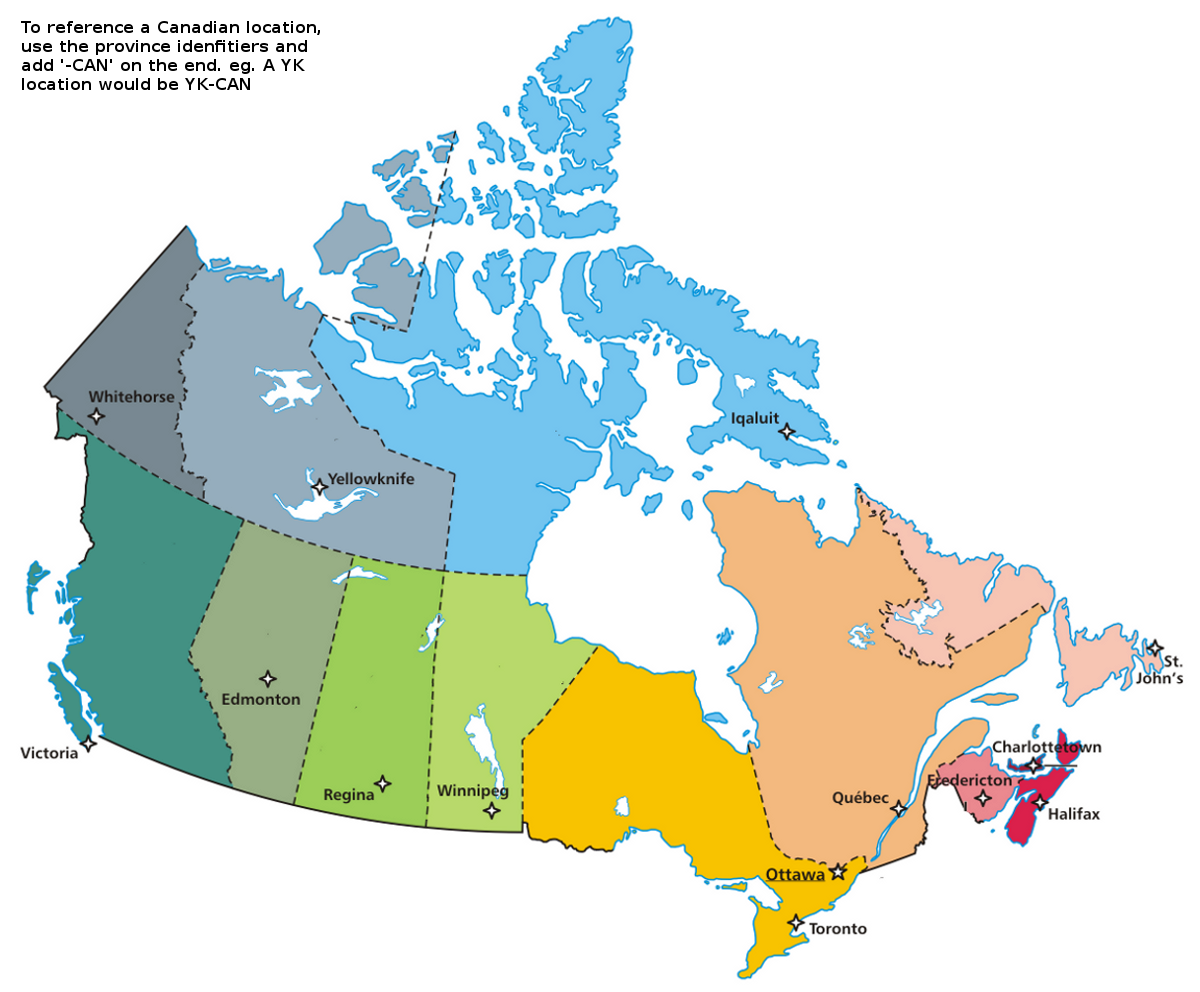 To reference a Canadian location,
use the province idenfitiers and
add '-CAN' on the end. eg. A YK
location would be YK-CAN
Whitehorse
Iqaluit
Yellowknife
St.
John's
Edmonton
Victoria
Charlottetown
Fredericton
Regina
Winnipeg
Québec
Halifax
Ottawa
Toronto